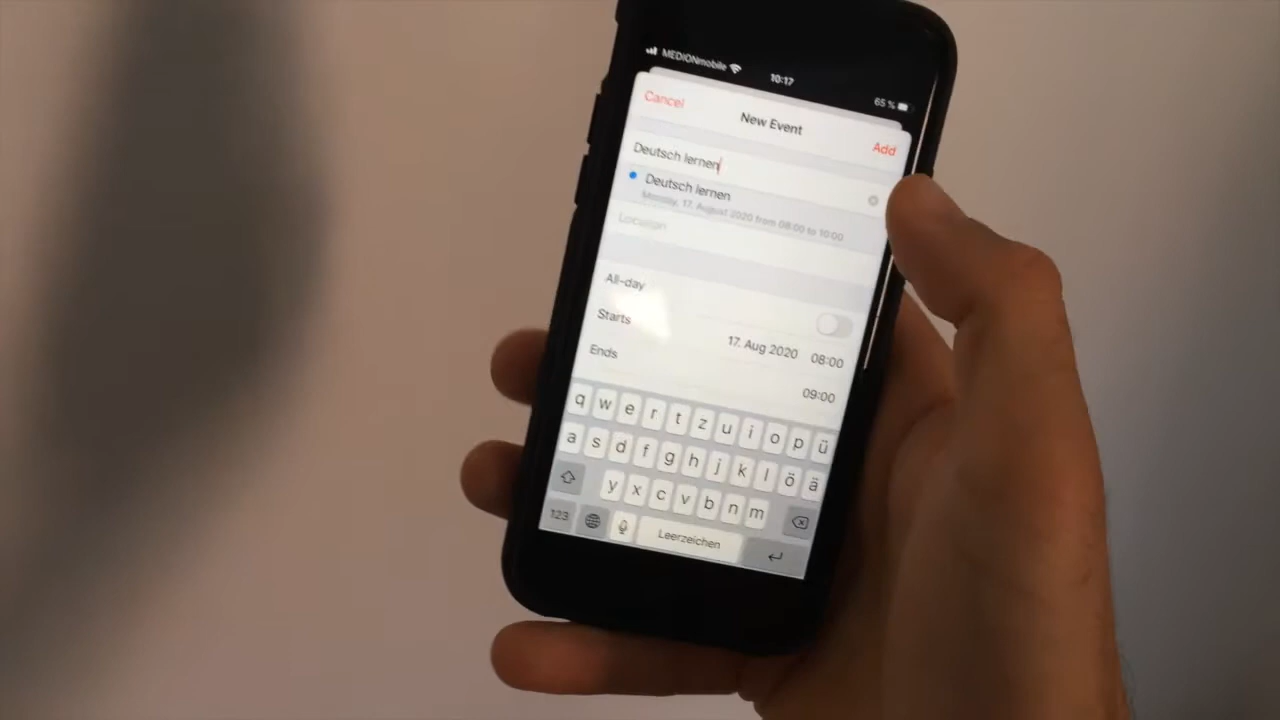 MEDIONmobile 10:17 65 %
Cancel New Event Add
Deutsch lernen
Deutsch lernen
Monday, 17. August 2020 from 08:00 to 10:00
Location
All-day
Starts 17. Aug 2020 08:00
Ends 09:00
q w e r t z u i o p ü
a s d f g h j k l ö ä
y x c v b n m
123 Leerzeichen